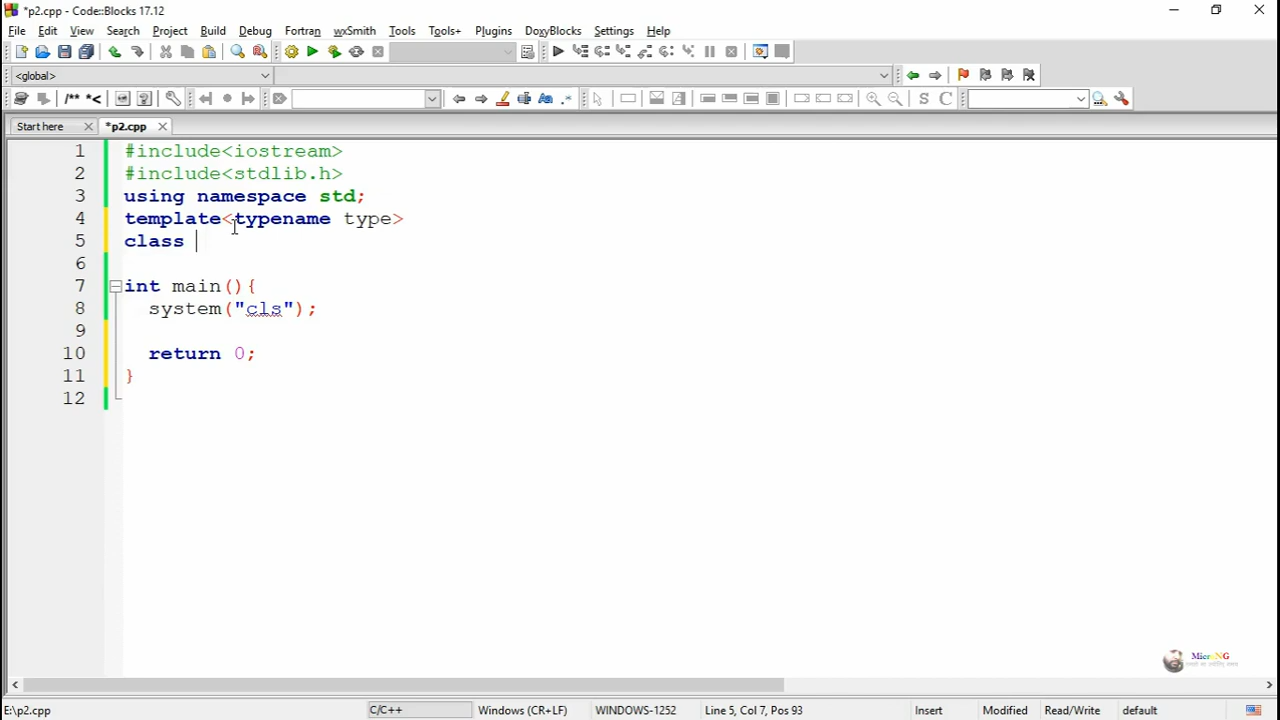 *p2.cpp - Code::Blocks 17.12
File Edit View Search Project Build Debug Fortran wxSmith Tools Tools+ Plugins DoxyBlocks Settings Help
<global>
/** *<
S C
Start here *p2.cpp
1 #include<iostream>
2 #include<stdlib.h>
3 using namespace std;
4 template<typename type>
5 class
6
7 int main(){
8 system("cls");
9
10 return 0;
11 }
12
MicroNG
E:\p2.cpp C/C++ Windows (CR+LF) WINDOWS-1252 Line 5, Col 7, Pos 93 Insert Modified Read/Write default